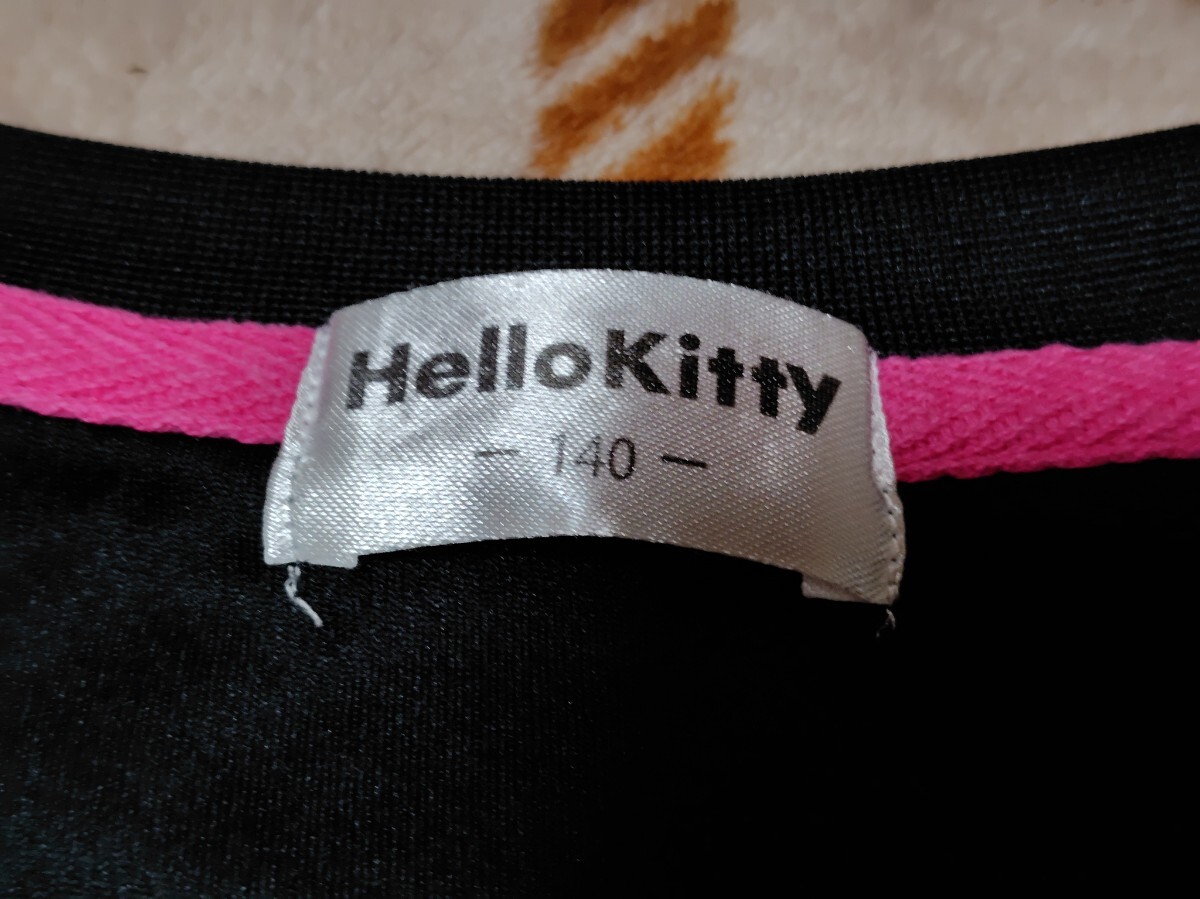 HelloKitty
— 140 —